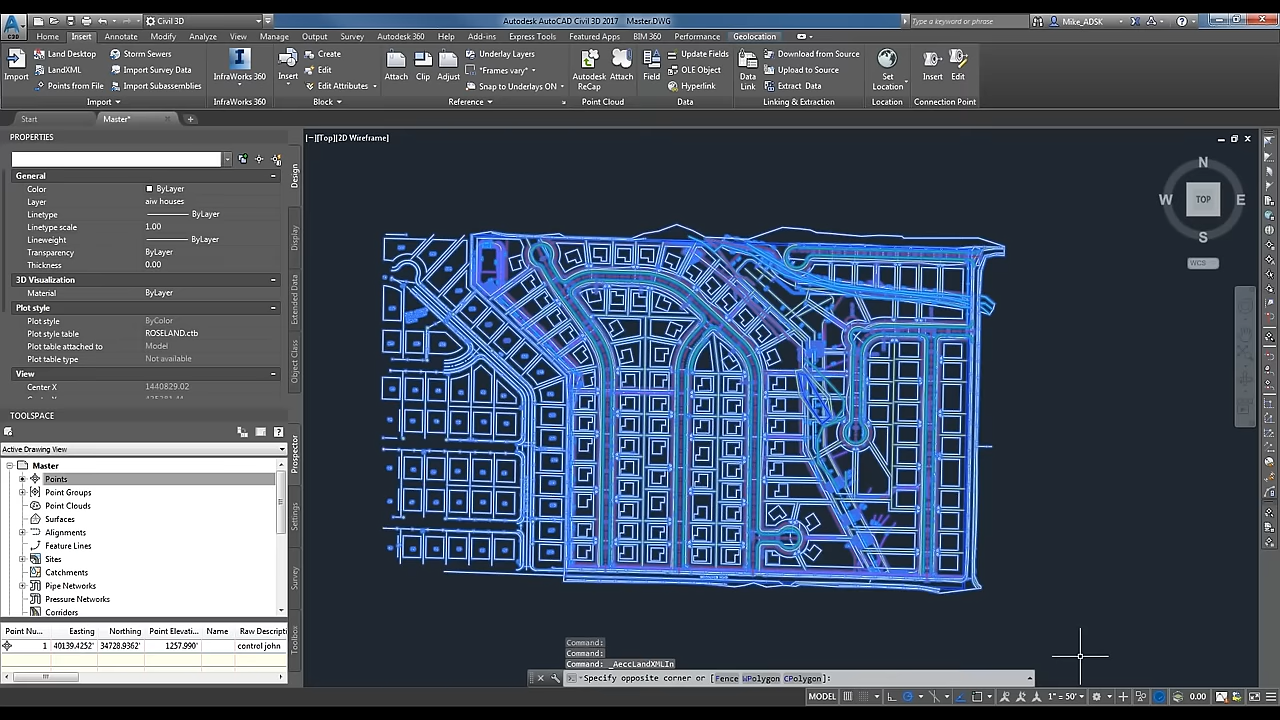 Civil 3D
Autodesk AutoCAD Civil 3D 2017 Master.DWG
Type a keyword or phrase
Mike_ADSK
C3D
Home Insert Annotate Modify Analyze View Manage Output Survey Autodesk 360 Help Add-ins Express Tools Featured Apps BIM 360 Performance Geolocation
Import
Land Desktop
LandXML
Points from File
Storm Sewers
Import Survey Data
Import Subassemblies
InfraWorks 360
Insert
Create
Edit
Edit Attributes
Attach
Clip
Adjust
Underlay Layers
*Frames vary*
Snap to Underlays ON
Autodesk ReCap
Attach
Field
Update Fields
OLE Object
Hyperlink
Data Link
Download from Source
Upload to Source
Extract Data
Set Location
Insert
Edit
Import InfraWorks 360 Block Reference Point Cloud Data Linking & Extraction Location Connection Point
Start Master*
PROPERTIES
General
Color ByLayer
Layer aiw houses
Linetype ByLayer
Linetype scale 1.00
Lineweight ByLayer
Transparency ByLayer
Thickness 0.00
3D Visualization
Material ByLayer
Plot style
Plot style ByColor
Plot style table ROSELAND.ctb
Plot table attached to Model
Plot table type Not available
View
Center X 1440829.02
Design
Display
Extended Data
Object Class
[−][Top][2D Wireframe]
N
W TOP E
S
WCS
TOOLSPACE
Active Drawing View
Master
Points
Point Groups
Point Clouds
Surfaces
Alignments
Feature Lines
Sites
Catchments
Pipe Networks
Pressure Networks
Corridors
Prospector
Settings
Survey
Toolbox
Point Nu... Easting Northing Point Elevati... Name Raw Descript
1 40139.4252' 34728.9362' 1257.990' control john
Command:
Command:
Command: _AeccLandXMLIn
Specify opposite corner or [Fence WPolygon CPolygon]:
MODEL 1" = 50' 0.00